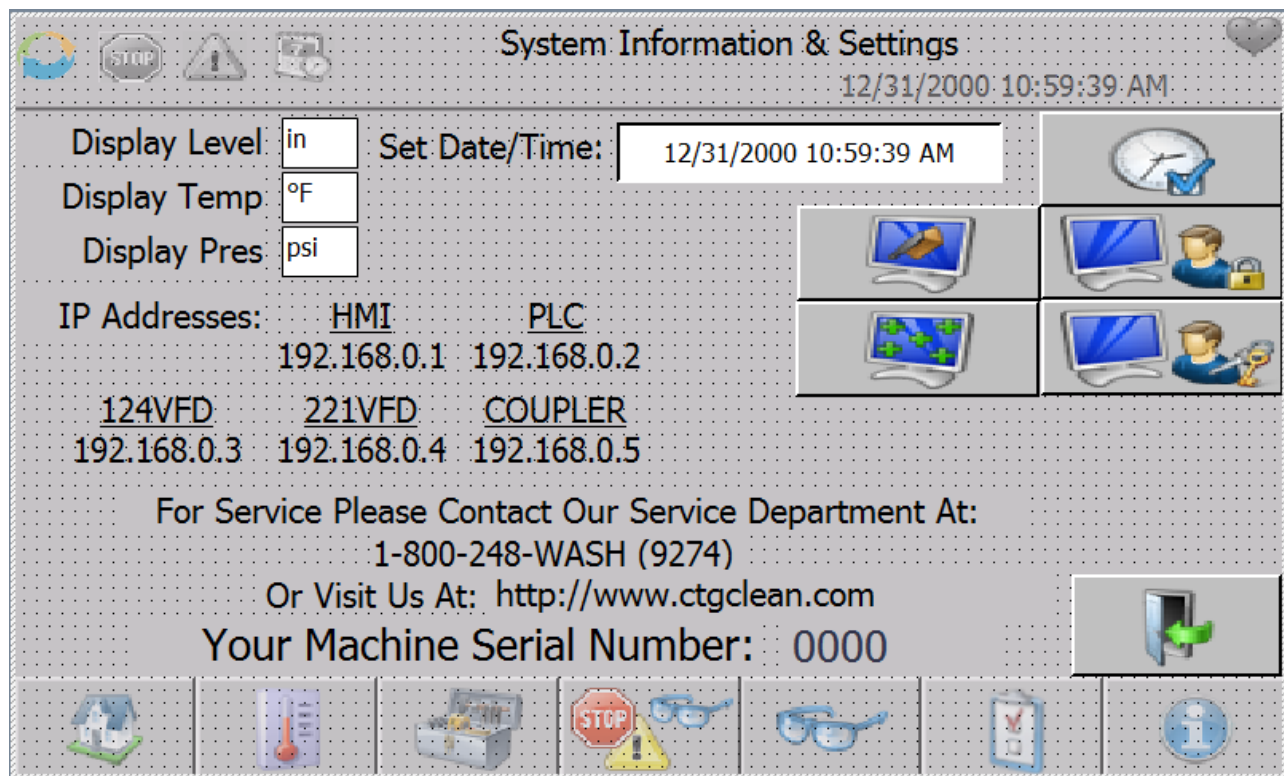 System Information & Settings
12/31/2000 10:59:39 AM
STOP
Display Level in Set Date/Time: 12/31/2000 10:59:39 AM
Display Temp °F
Display Pres psi
IP Addresses: HMI PLC
192.168.0.1 192.168.0.2
124VFD 221VFD COUPLER
192.168.0.3 192.168.0.4 192.168.0.5
For Service Please Contact Our Service Department At:
1-800-248-WASH (9274)
Or Visit Us At: http://www.ctgclean.com
Your Machine Serial Number: 0000
STOP